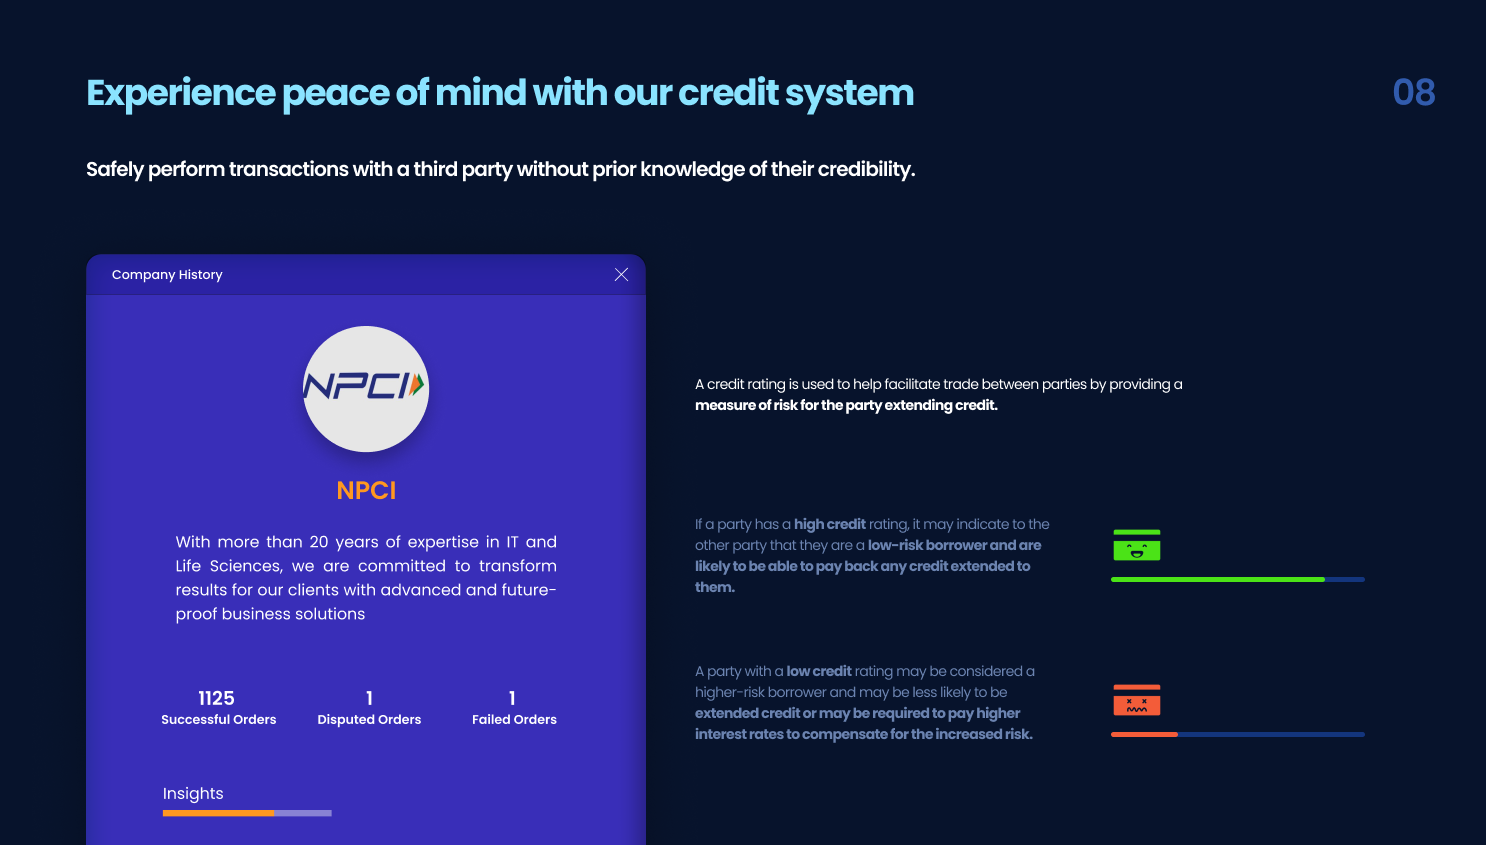 Experience peace of mind with our credit system
08
Safely perform transactions with a third party without prior knowledge of their credibility.
Company History
NPCI
NPCI
With more than 20 years of expertise in IT and
Life Sciences, we are committed to transform
results for our clients with advanced and future-
proof business solutions
1125
Successful Orders
1
Disputed Orders
1
Failed Orders
Insights
A credit rating is used to help facilitate trade between parties by providing a
measure of risk for the party extending credit.
If a party has a high credit rating, it may indicate to the
other party that they are a low-risk borrower and are
likely to be able to pay back any credit extended to
them.
A party with a low credit rating may be considered a
higher-risk borrower and may be less likely to be
extended credit or may be required to pay higher
interest rates to compensate for the increased risk.